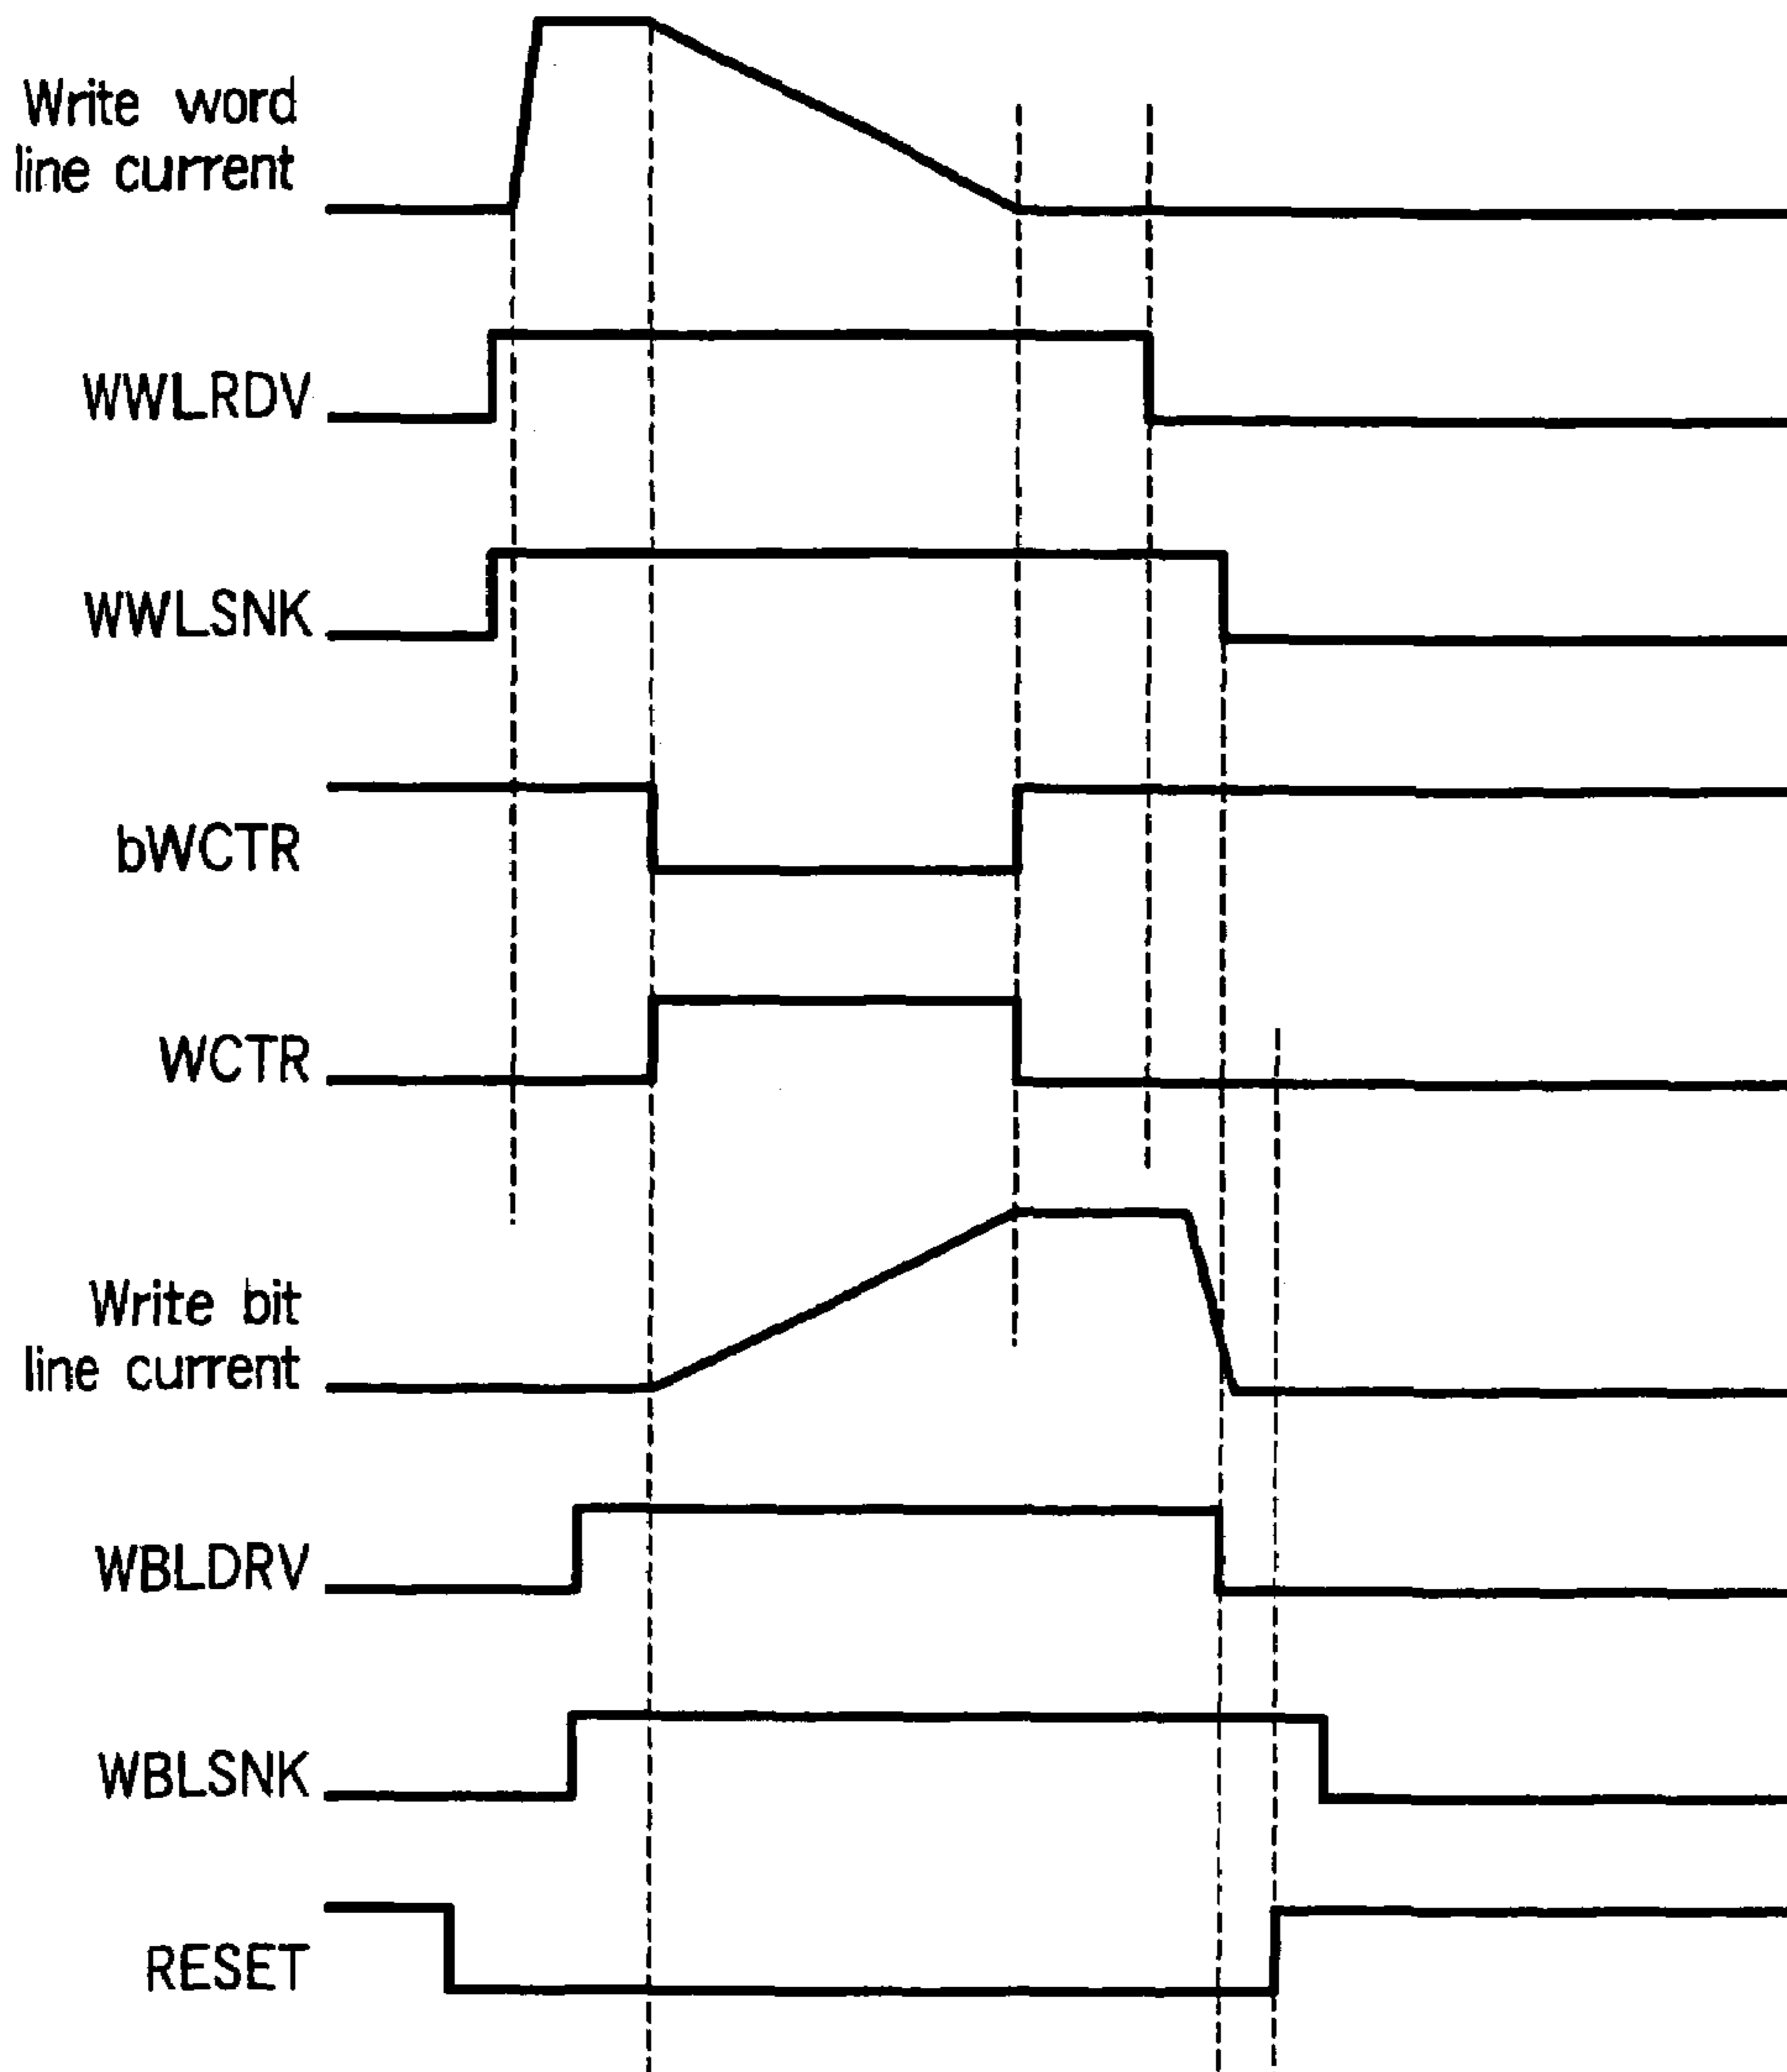 Write word
line current
WWLRDV
WWLSNK
bWCTR
WCTR
Write bit
line current
WBLDRV
WBLSNK
RESET